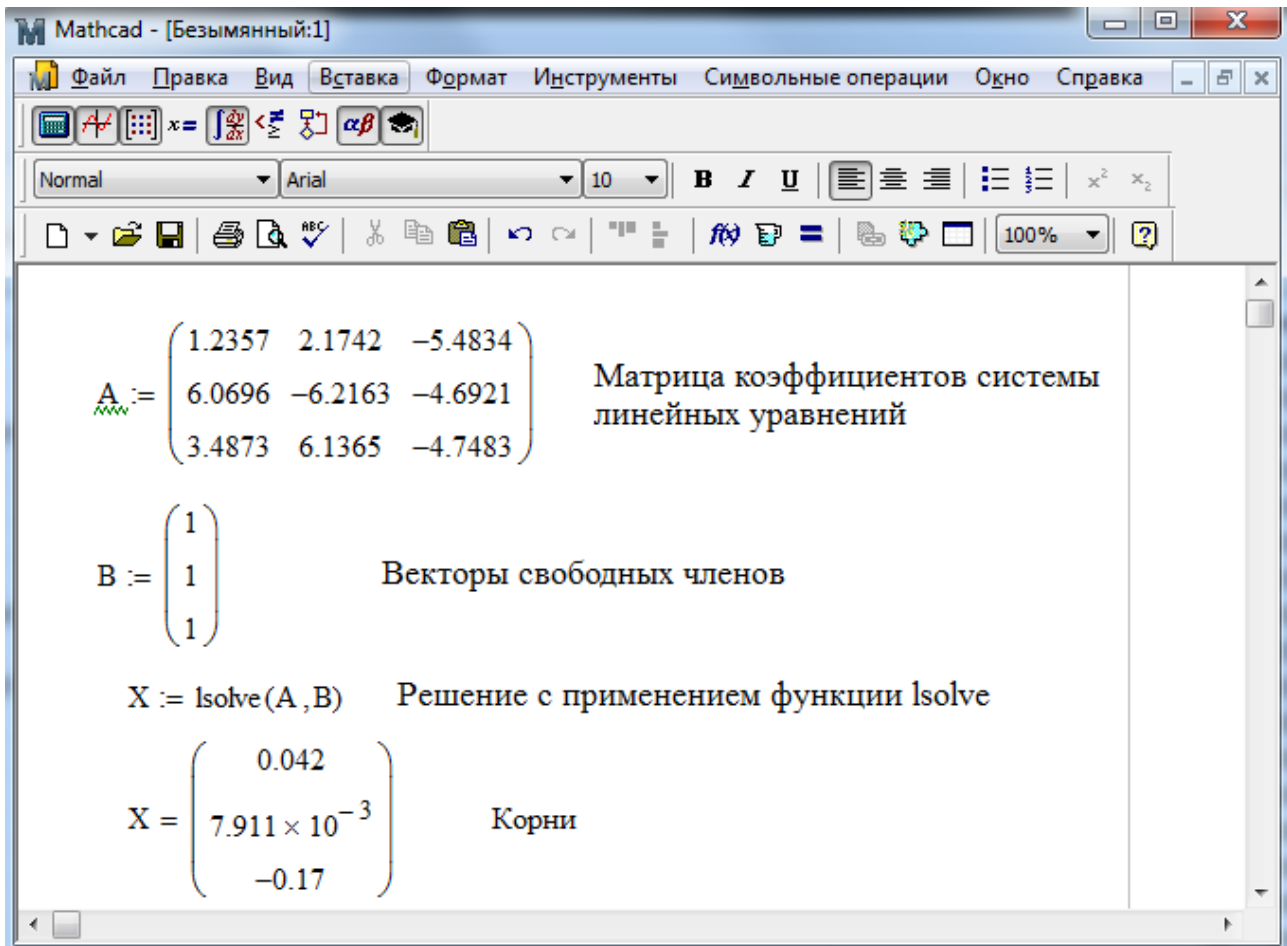 Mathcad - [Безымянный:1]
Файл Правка Вид Вставка Формат Инструменты Символьные операции Окно Справка
Normal Arial 10 B I U
100%
A := ( 1.2357 2.1742 −5.4834
6.0696 −6.2163 −4.6921
3.4873 6.1365 −4.7483 )
Матрица коэффициентов системы
линейных уравнений
B := ( 1
1
1 )
Векторы свободных членов
X := lsolve(A ,B) Решение с применением функции lsolve
X = ( 0.042
7.911 × 10⁻³
−0.17 )
Корни